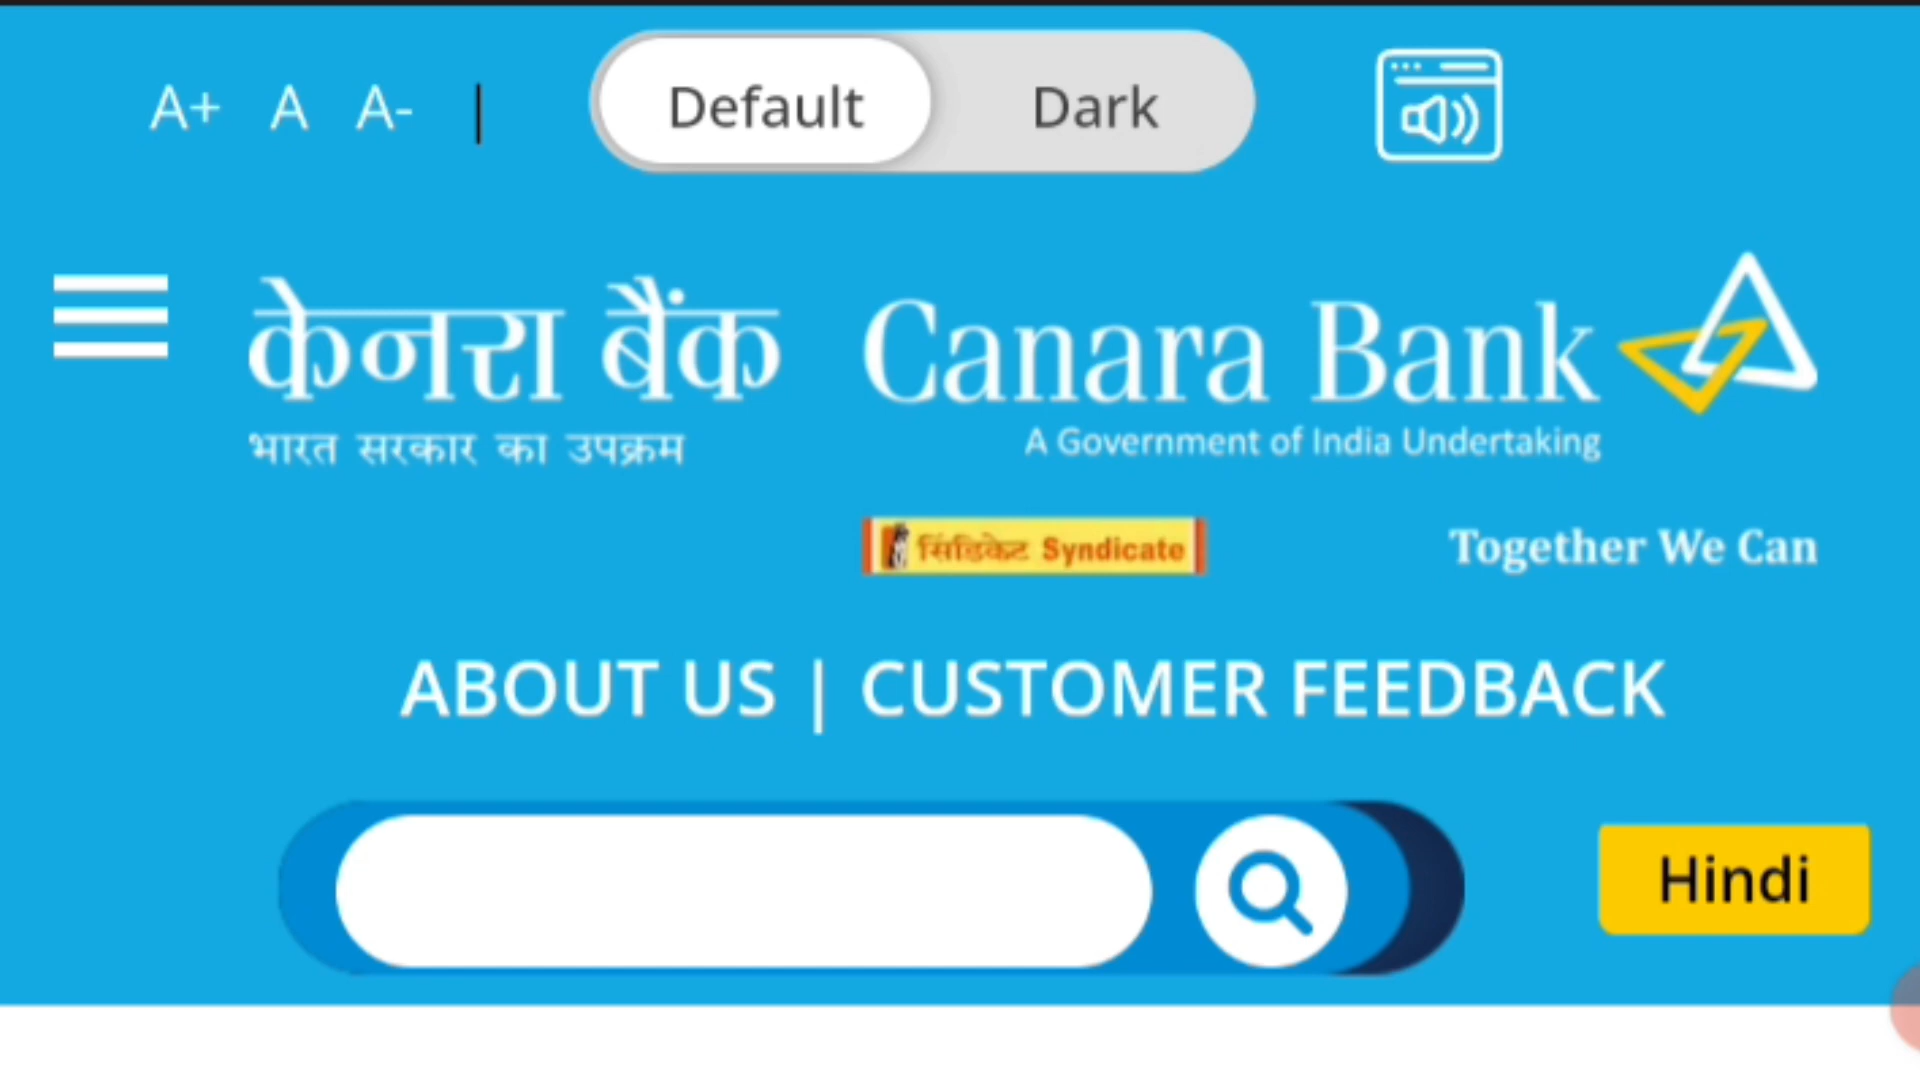 A+ A A- | Default Dark
केनरा बैंक Canara Bank
भारत सरकार का उपक्रम A Government of India Undertaking
सिंडिकेट Syndicate Together We Can
ABOUT US | CUSTOMER FEEDBACK
Hindi